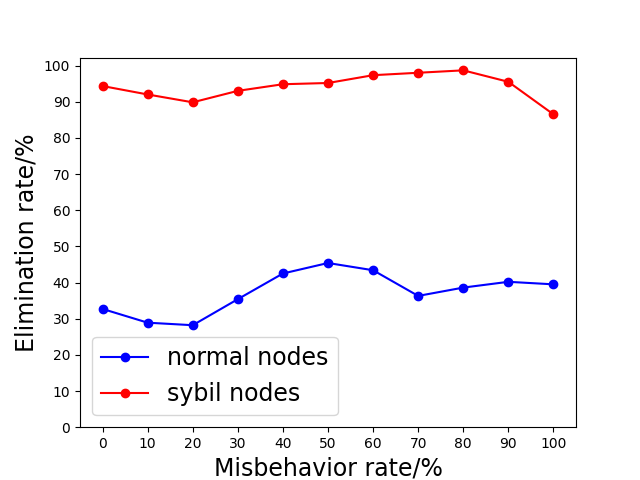 100
90
80
70
60
50
40
30
20
10
0
Elimination rate/%
normal nodes
sybil nodes
0 10 20 30 40 50 60 70 80 90 100
Misbehavior rate/%